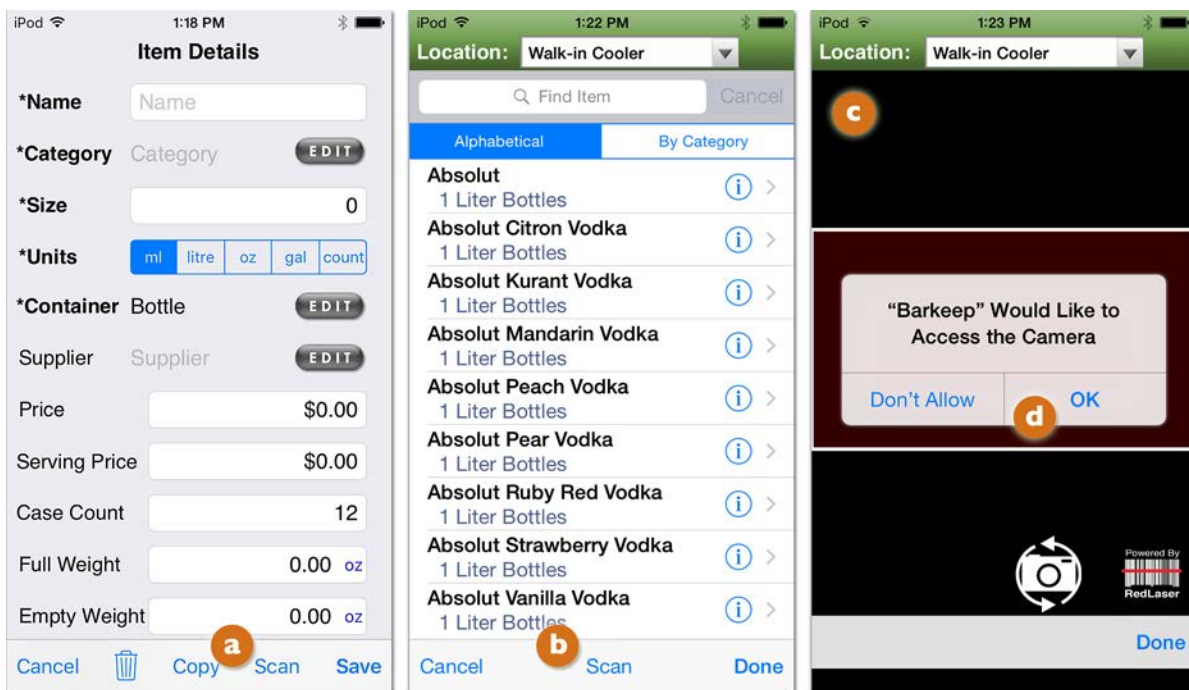 iPod 1:18 PM
Item Details
*Name Name
*Category Category EDIT
*Size 0
*Units ml litre oz gal count
*Container Bottle EDIT
Supplier Supplier EDIT
Price $0.00
Serving Price $0.00
Case Count 12
Full Weight 0.00 oz
Empty Weight 0.00 oz
a
Cancel Copy Scan Save
iPod 1:22 PM
Location: Walk-in Cooler
Find Item Cancel
Alphabetical By Category
Absolut
1 Liter Bottles
Absolut Citron Vodka
1 Liter Bottles
Absolut Kurant Vodka
1 Liter Bottles
Absolut Mandarin Vodka
1 Liter Bottles
Absolut Peach Vodka
1 Liter Bottles
Absolut Pear Vodka
1 Liter Bottles
Absolut Ruby Red Vodka
1 Liter Bottles
Absolut Strawberry Vodka
1 Liter Bottles
Absolut Vanilla Vodka
1 Liter Bottles
b
Cancel Scan Done
iPod 1:23 PM
Location: Walk-in Cooler
c
“Barkeep” Would Like to
Access the Camera
Don't Allow OK
d
Powered By
RedLaser
Done